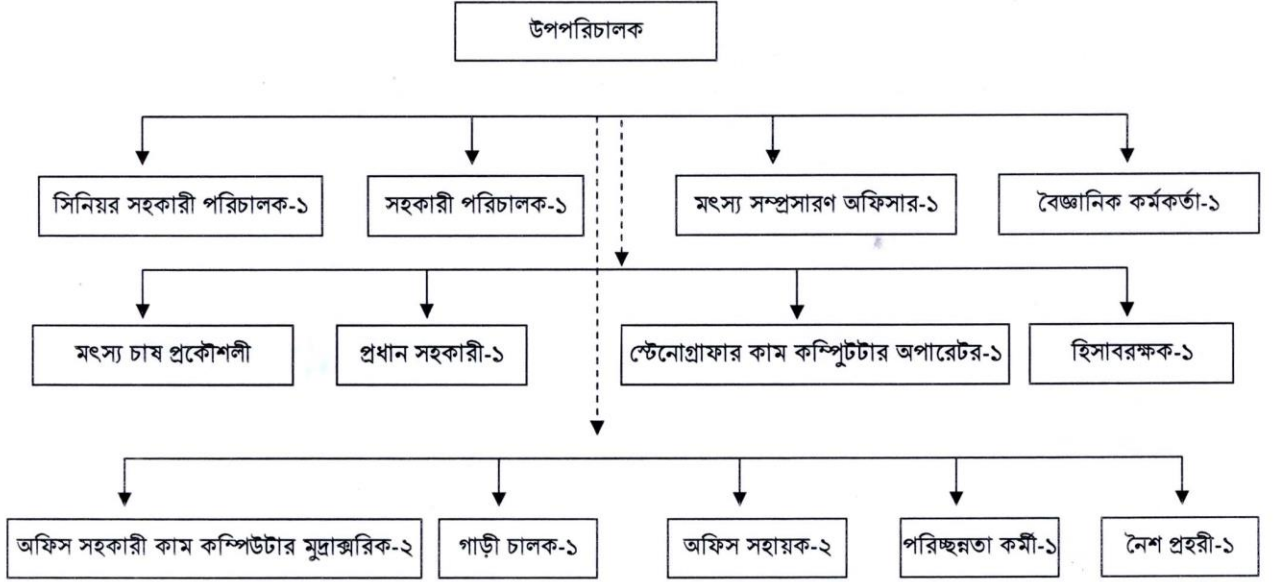 উপপরিচালক
সিনিয়র সহকারী পরিচালক-১
সহকারী পরিচালক-১
মৎস্য সম্প্রসারণ অফিসার-১
বৈজ্ঞানিক কর্মকর্তা-১
মৎস্য চাষ প্রকৌশলী
প্রধান সহকারী-১
স্টেনোগ্রাফার কাম কম্পিুটটার অপারেটর-১
হিসাবরক্ষক-১
অফিস সহকারী কাম কম্পিউটার মুদ্রাক্সরিক-২
গাড়ী চালক-১
অফিস সহায়ক-২
পরিচ্ছন্নতা কর্মী-১
নৈশ প্রহরী-১